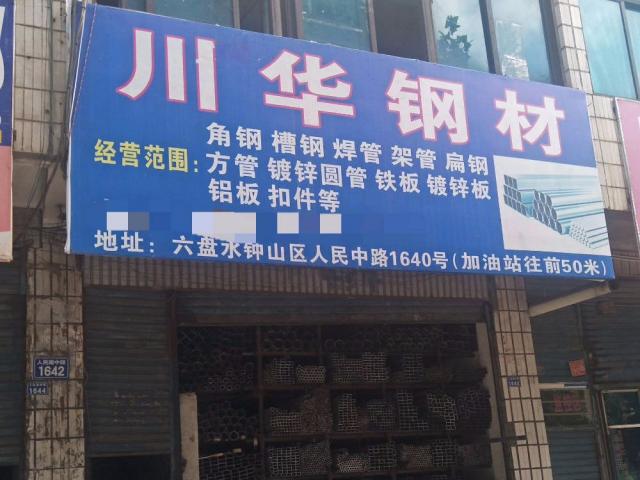 川华钢材
经营范围:
角钢 槽钢 焊管 架管 扁钢
方管 镀锌圆管 铁板 镀锌板
铝板 扣件等
地址: 六盘水钟山区人民中路1640号(加油站往前50米)
1642
1644